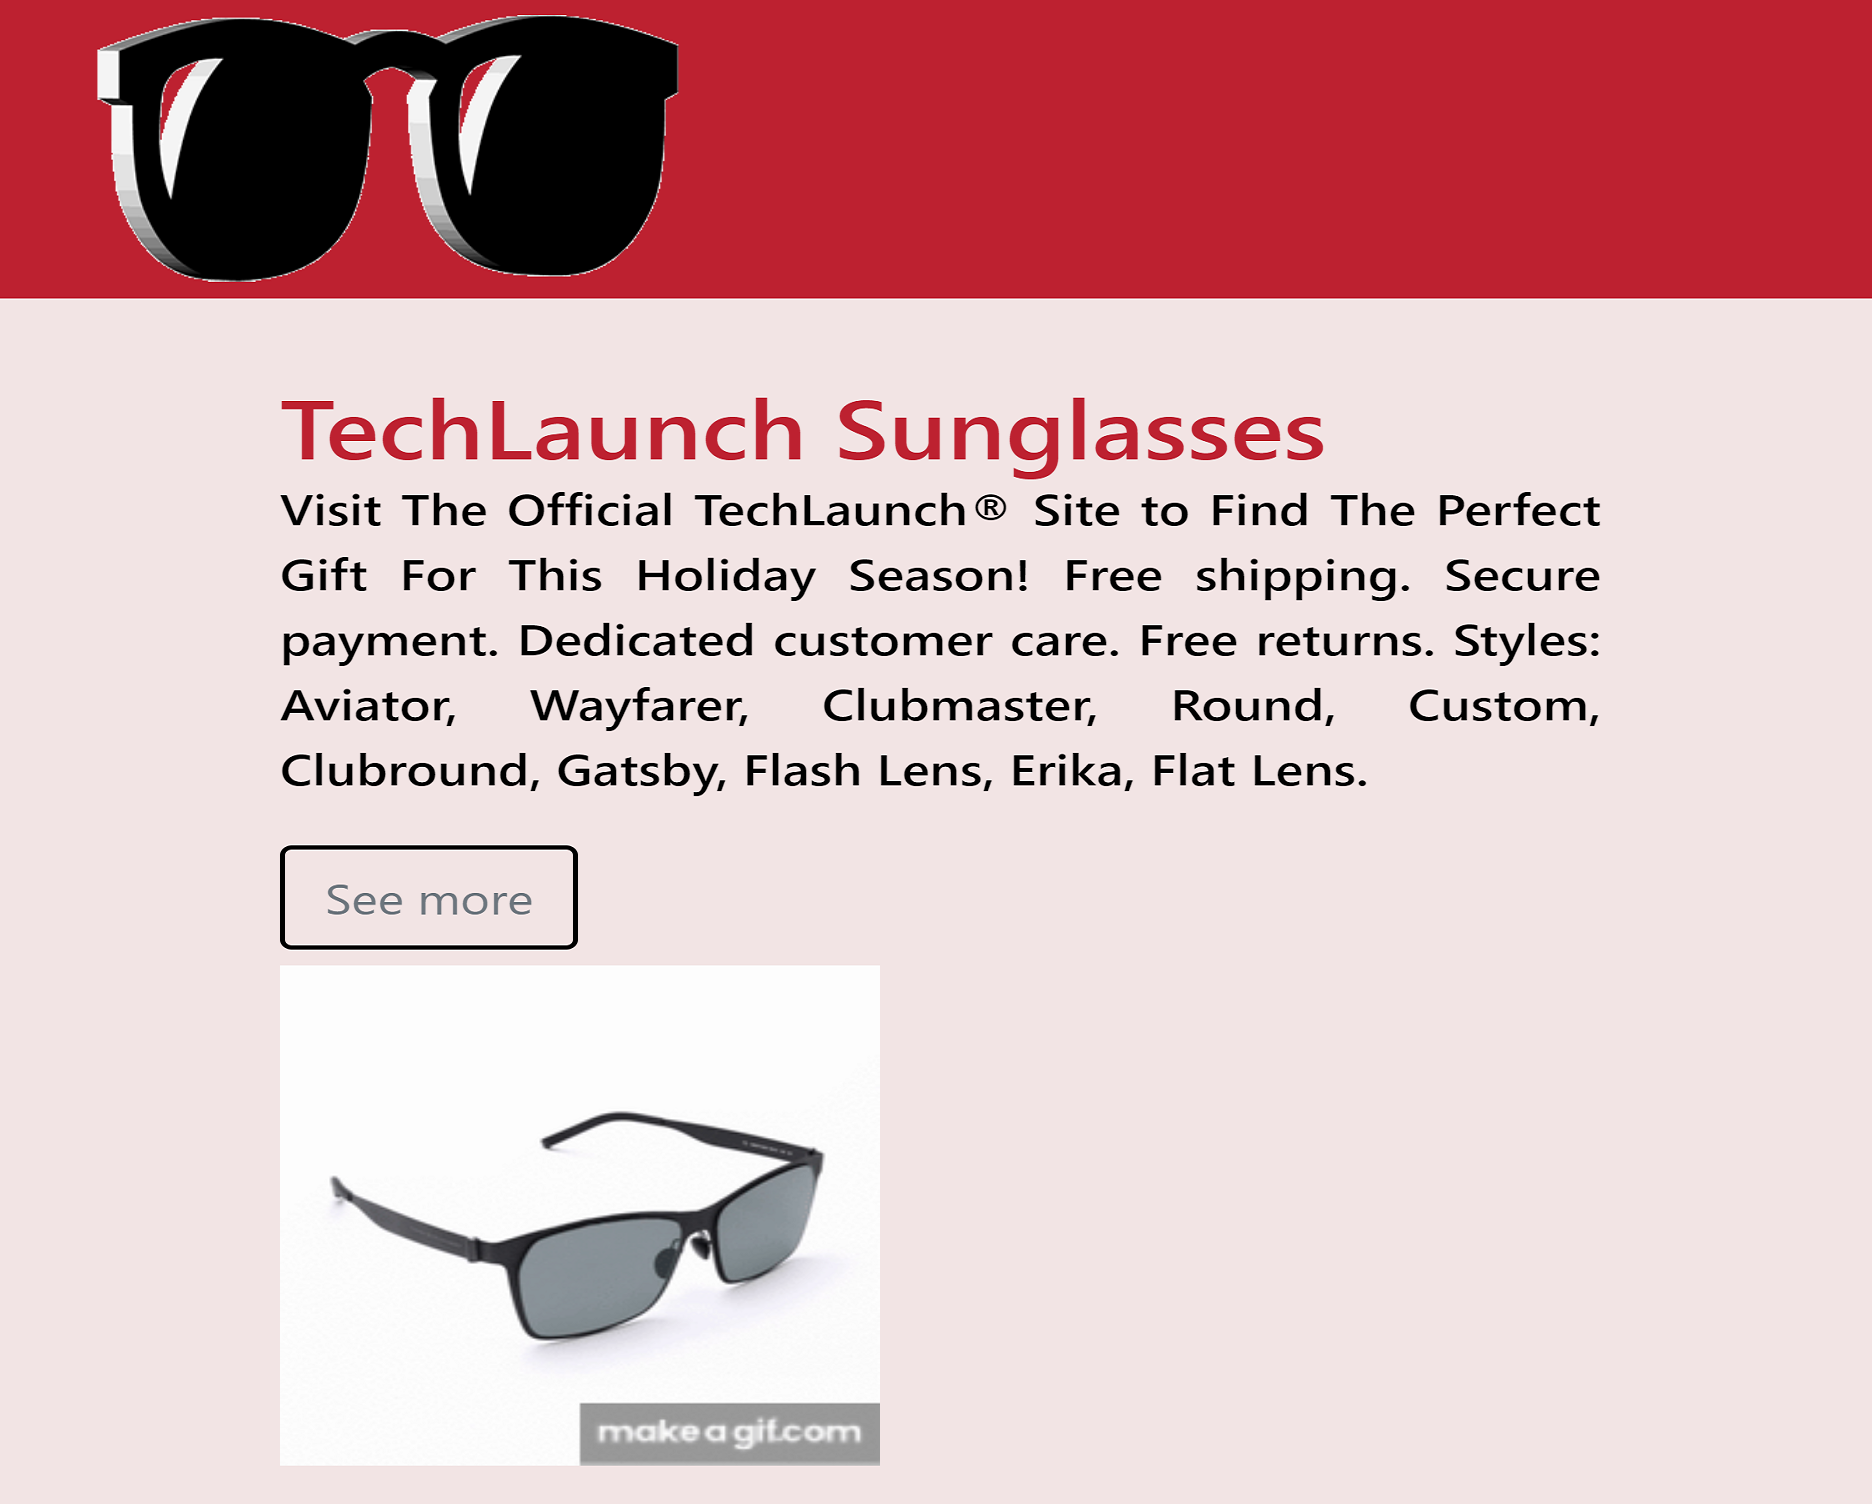 TechLaunch Sunglasses
Visit The Official TechLaunch® Site to Find The Perfect
Gift For This Holiday Season! Free shipping. Secure
payment. Dedicated customer care. Free returns. Styles:
Aviator, Wayfarer, Clubmaster, Round, Custom,
Clubround, Gatsby, Flash Lens, Erika, Flat Lens.
See more
make a gif.com